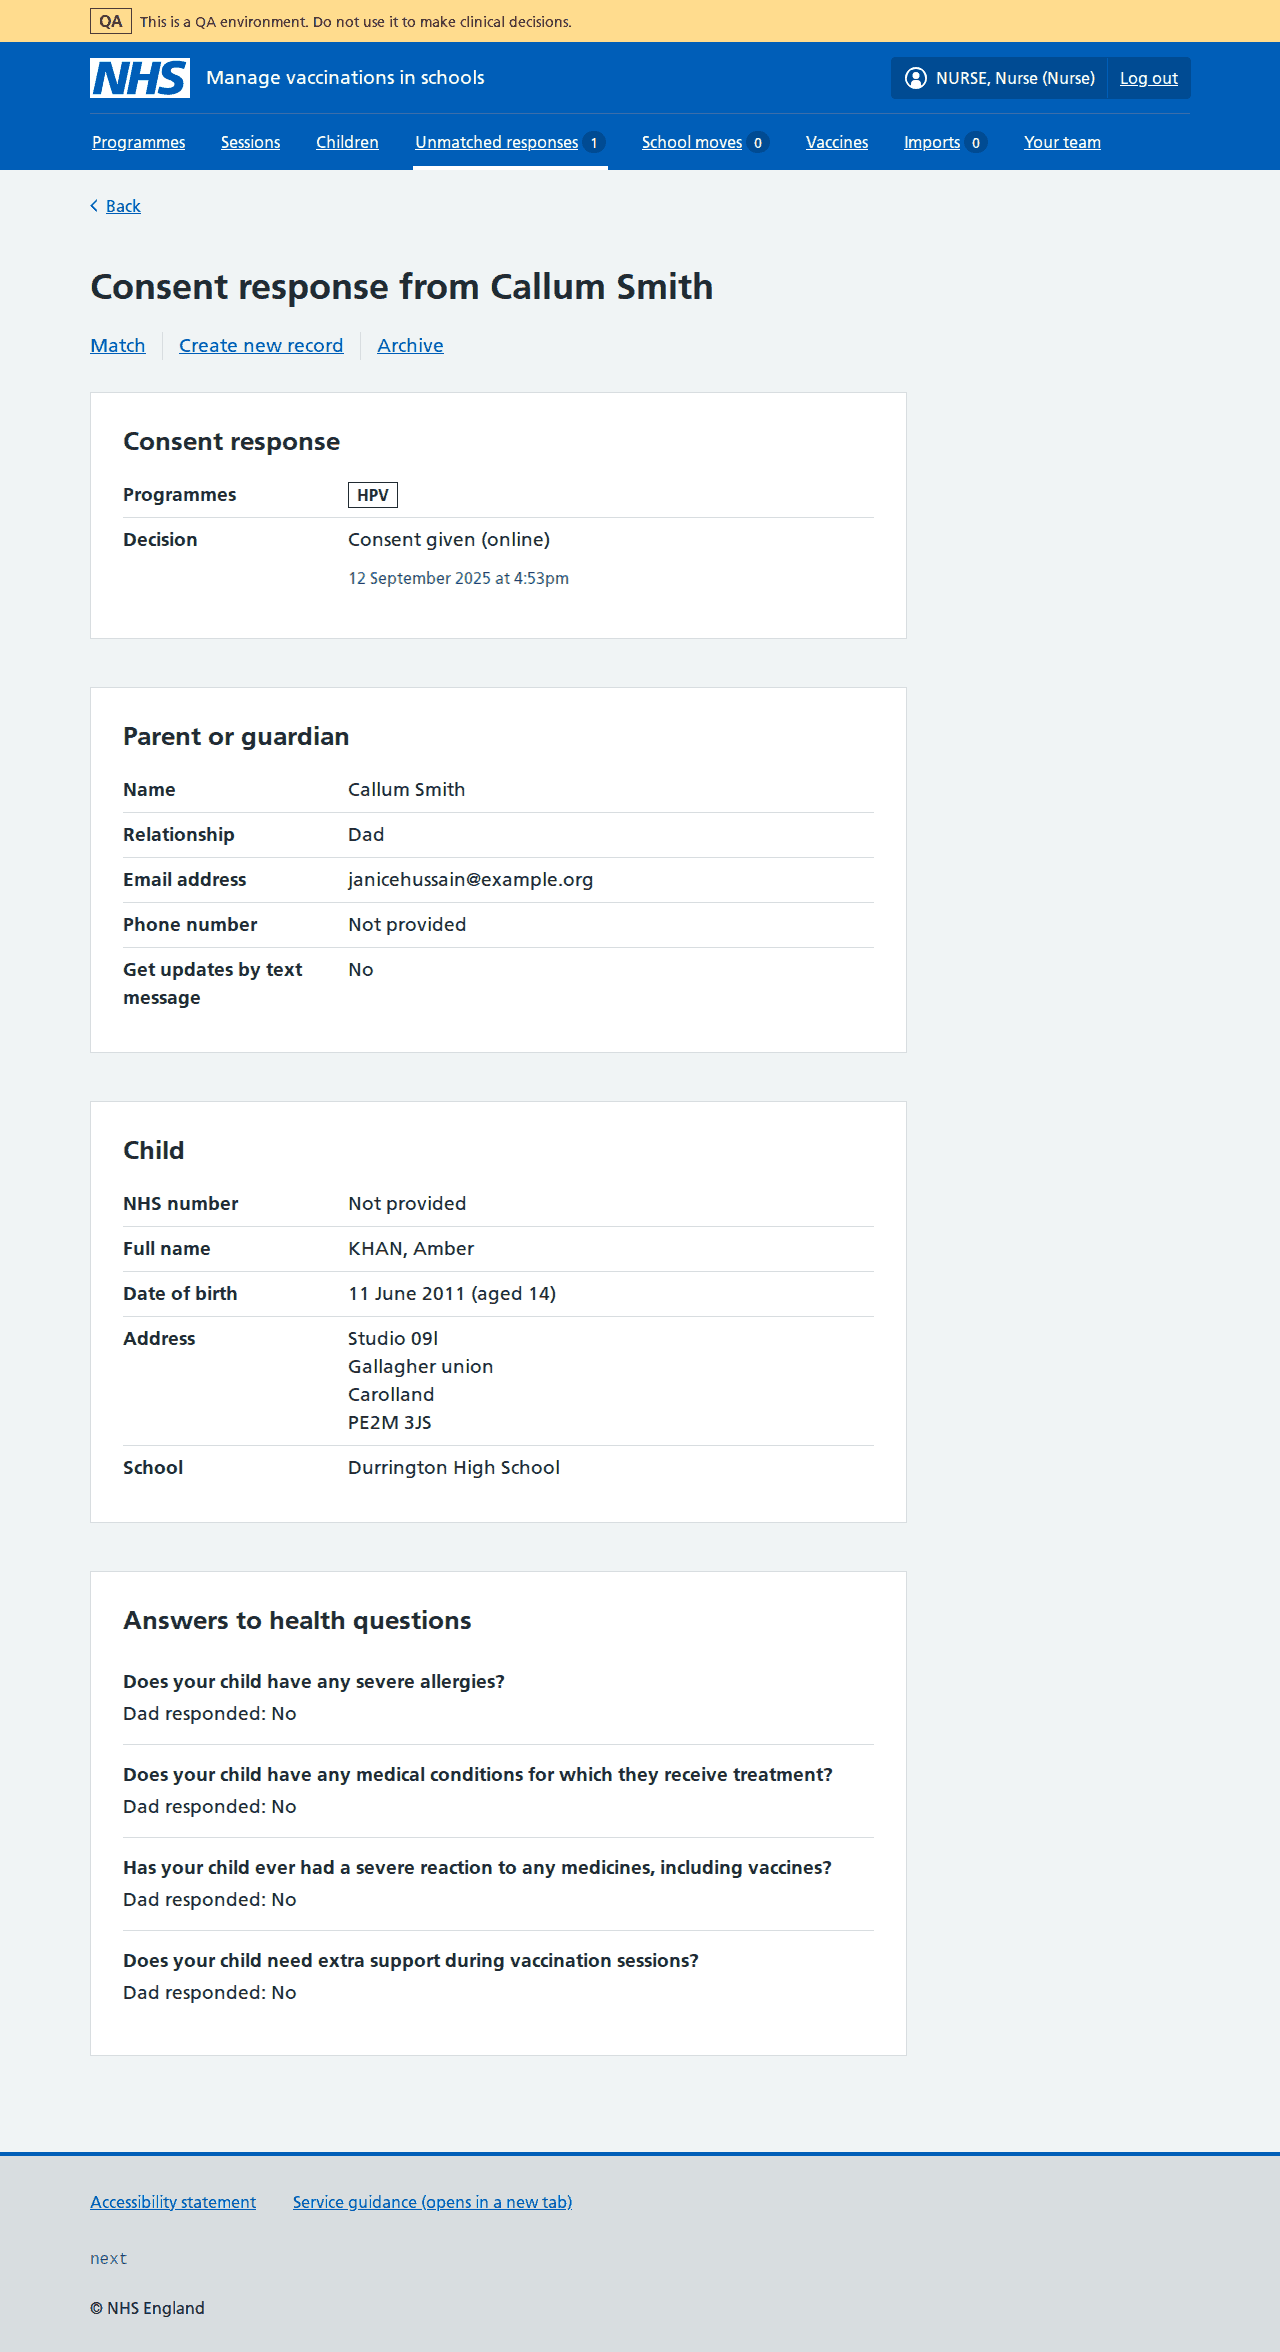 QA This is a QA environment. Do not use it to make clinical decisions.
NHS Manage vaccinations in schools NURSE, Nurse (Nurse) Log out
Programmes Sessions Children Unmatched responses 1 School moves 0 Vaccines Imports 0 Your team
Back
Consent response from Callum Smith
Match Create new record Archive
Consent response
Programmes HPV
Decision Consent given (online)
12 September 2025 at 4:53pm
Parent or guardian
Name Callum Smith
Relationship Dad
Email address janicehussain@example.org
Phone number Not provided
Get updates by text No
message
Child
NHS number Not provided
Full name KHAN, Amber
Date of birth 11 June 2011 (aged 14)
Address Studio 09l
Gallagher union
Carolland
PE2M 3JS
School Durrington High School
Answers to health questions
Does your child have any severe allergies?
Dad responded: No
Does your child have any medical conditions for which they receive treatment?
Dad responded: No
Has your child ever had a severe reaction to any medicines, including vaccines?
Dad responded: No
Does your child need extra support during vaccination sessions?
Dad responded: No
Accessibility statement Service guidance (opens in a new tab)
next
© NHS England